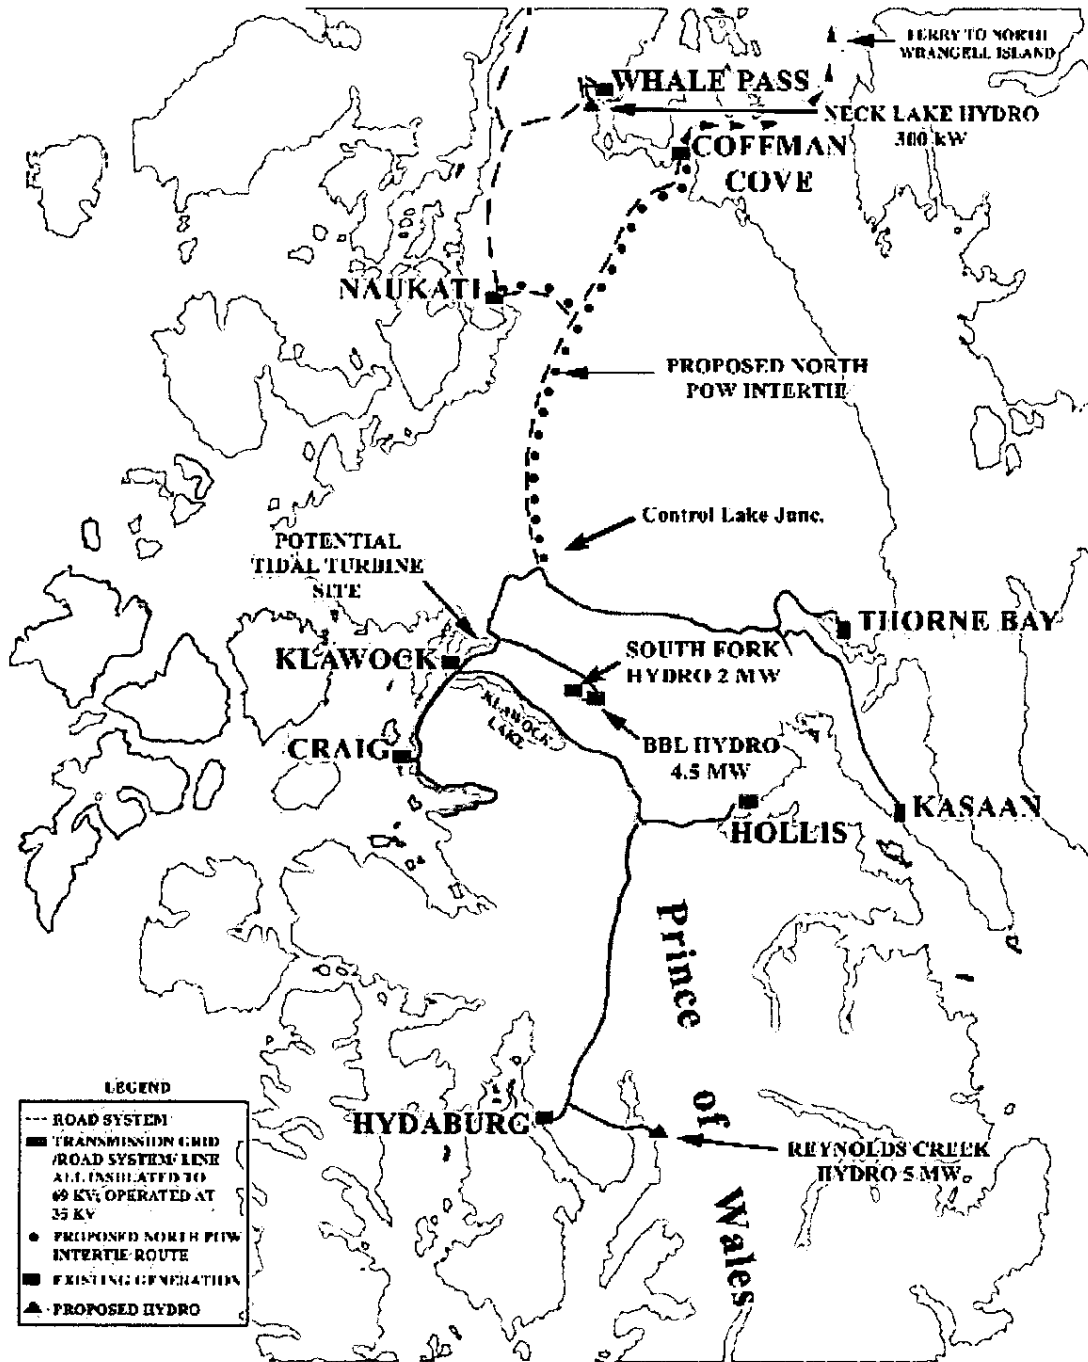 FERRY TO NORTH
WRANGELL ISLAND
WHALE PASS
NECK LAKE HYDRO
300 kW
COFFMAN
COVE
NAUKATI
PROPOSED NORTH
POW INTERTIE
Control Lake Junc.
POTENTIAL
TIDAL TURBINE
SITE
THORNE BAY
KLAWOCK
SOUTH FORK
HYDRO 2 MW
KLAWOCK
LAKE
CRAIG
BBL HYDRO
4.5 MW
KASAAN
HOLLIS
Prince
of
Wales
HYDABURG
REYNOLDS CREEK
HYDRO 5 MW
LEGEND
ROAD SYSTEM
TRANSMISSION GRID
/ROAD SYSTEM/ LINE
ALL INSULATED TO
69 KV; OPERATED AT
35 KV
PROPOSED NORTH POW
INTERTIE ROUTE
EXISTING GENERATION
PROPOSED HYDRO